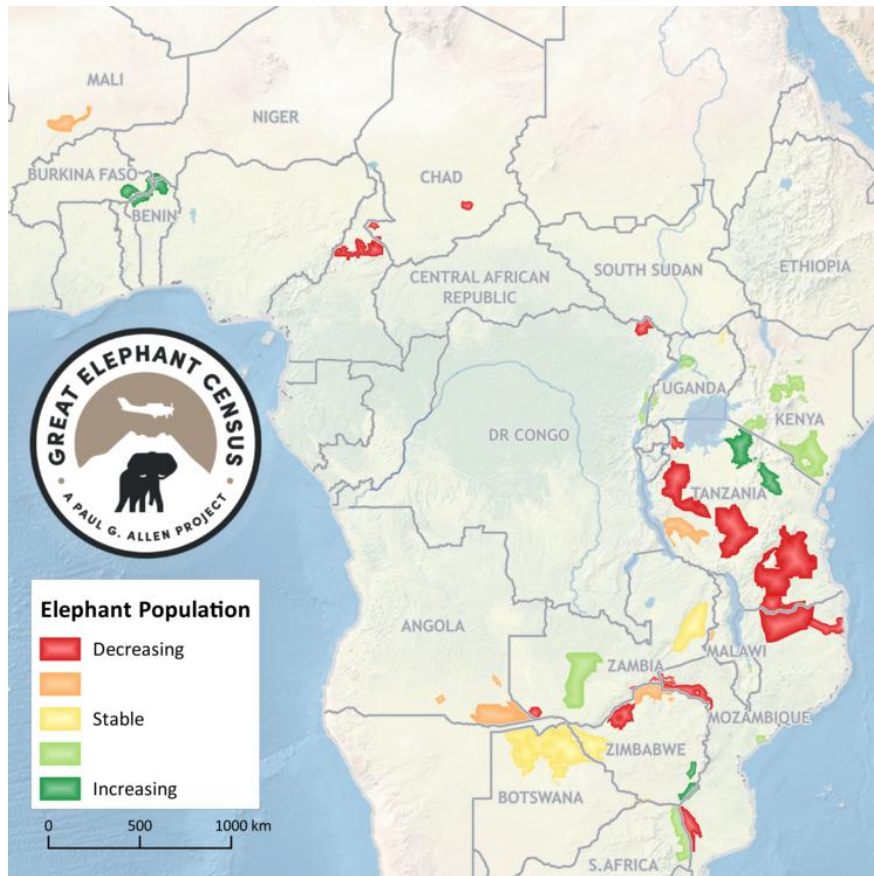 MALI
NIGER
CHAD
BURKINA FASO
BENIN
CENTRAL AFRICAN
REPUBLIC
SOUTH SUDAN
ETHIOPIA
GREAT ELEPHANT CENSUS
A PAUL G. ALLEN PROJECT
UGANDA
KENYA
DR CONGO
TANZANIA
Elephant Population
Decreasing
Stable
Increasing
0 500 1000 km
ANGOLA
ZAMBIA
MALAWI
MOZAMBIQUE
ZIMBABWE
BOTSWANA
S.AFRICA